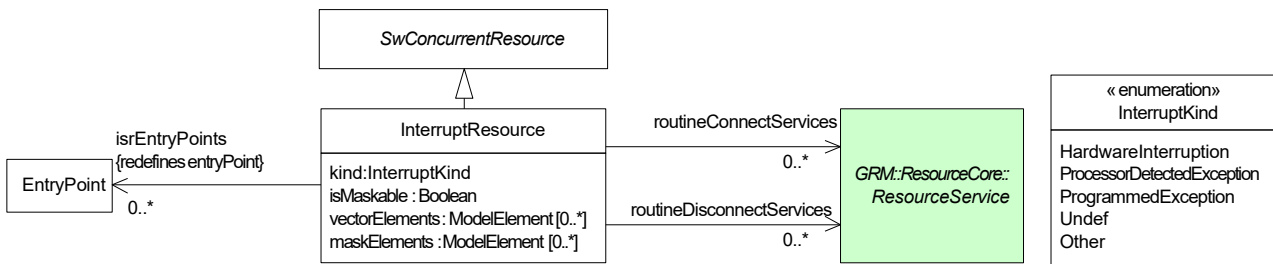 SwConcurrentResource
isrEntryPoints
{redefines entryPoint}
EntryPoint
0..*
InterruptResource
kind:InterruptKind
isMaskable : Boolean
vectorElements : ModelElement [0..*]
maskElements : ModelElement [0..*]
routineConnectServices
0..*
routineDisconnectServices
0..*
GRM::ResourceCore::
ResourceService
« enumeration»
InterruptKind
HardwareInterruption
ProcessorDetectedException
ProgrammedException
Undef
Other